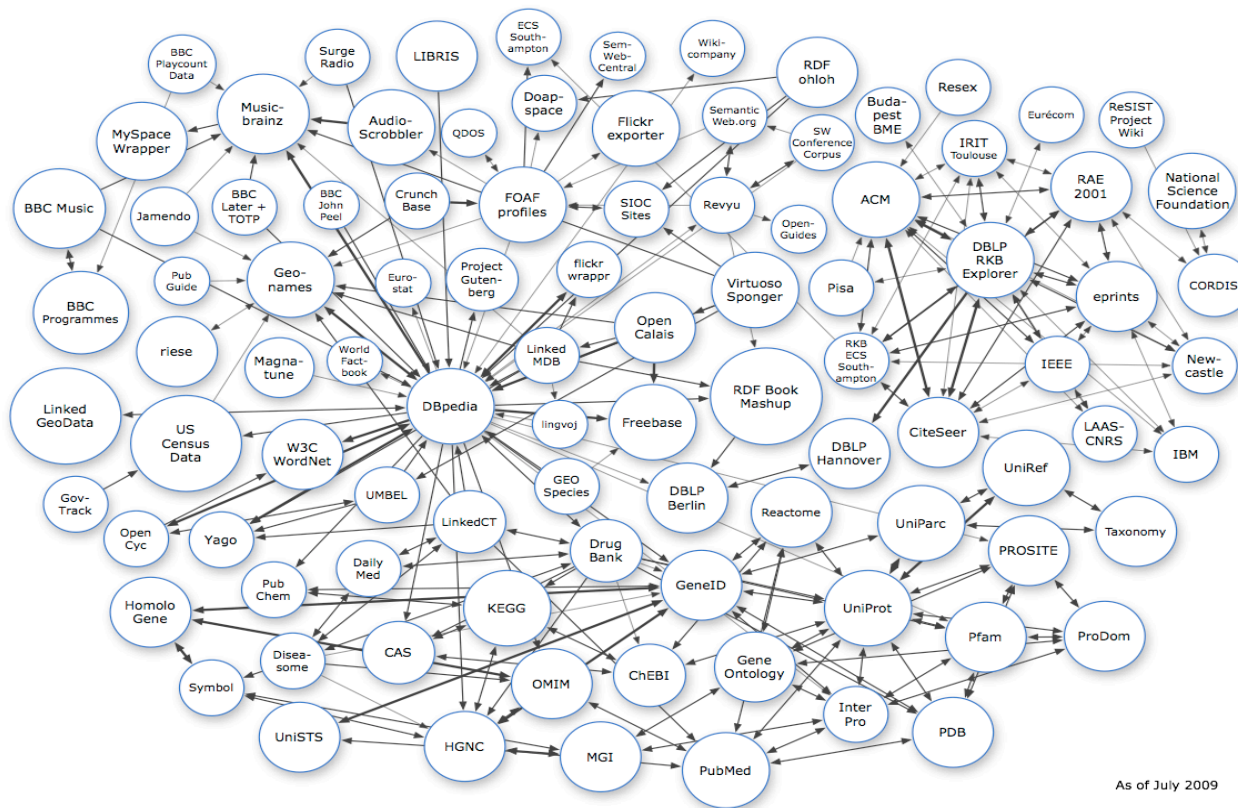 BBC
Playcount
Data
Surge
Radio
LIBRIS
ECS
South-
ampton
Sem-
Web-
Central
Wiki-
company
RDF
ohloh
Doap-
space
Music-
brainz
MySpace
Wrapper
Audio-
Scrobbler
QDOS
Flickr
exporter
Semantic
Web.org
SW
Conference
Corpus
Buda-
pest
BME
Resex
IRIT
Toulouse
Eurécom
ReSIST
Project
Wiki
BBC Music
Jamendo
BBC
Later +
TOTP
BBC
John
Peel
Crunch
Base
FOAF
profiles
SIOC
Sites
Revyu
Open-
Guides
ACM
RAE
2001
National
Science
Foundation
DBLP
RKB
Explorer
Pub
Guide
Geo-
names
Euro-
stat
Project
Guten-
berg
flickr
wrappr
Virtuoso
Sponger
Pisa
eprints
CORDIS
BBC
Programmes
riese
Open
Calais
World
Fact-
book
Magna-
tune
Linked
MDB
RKB
ECS
South-
ampton
IEEE
New-
castle
Linked
GeoData
US
Census
Data
DBpedia
RDF Book
Mashup
lingvoj
Freebase
CiteSeer
LAAS-
CNRS
IBM
W3C
WordNet
DBLP
Hannover
Gov-
Track
UMBEL
GEO
Species
DBLP
Berlin
UniRef
Open
Cyc
Yago
LinkedCT
Reactome
UniParc
Taxonomy
Drug
Bank
PROSITE
Daily
Med
Pub
Chem
GeneID
Homolo
Gene
KEGG
UniProt
Pfam
ProDom
Disea-
some
CAS
ChEBI
Gene
Ontology
Symbol
OMIM
Inter
Pro
UniSTS
HGNC
MGI
PubMed
PDB
As of July 2009